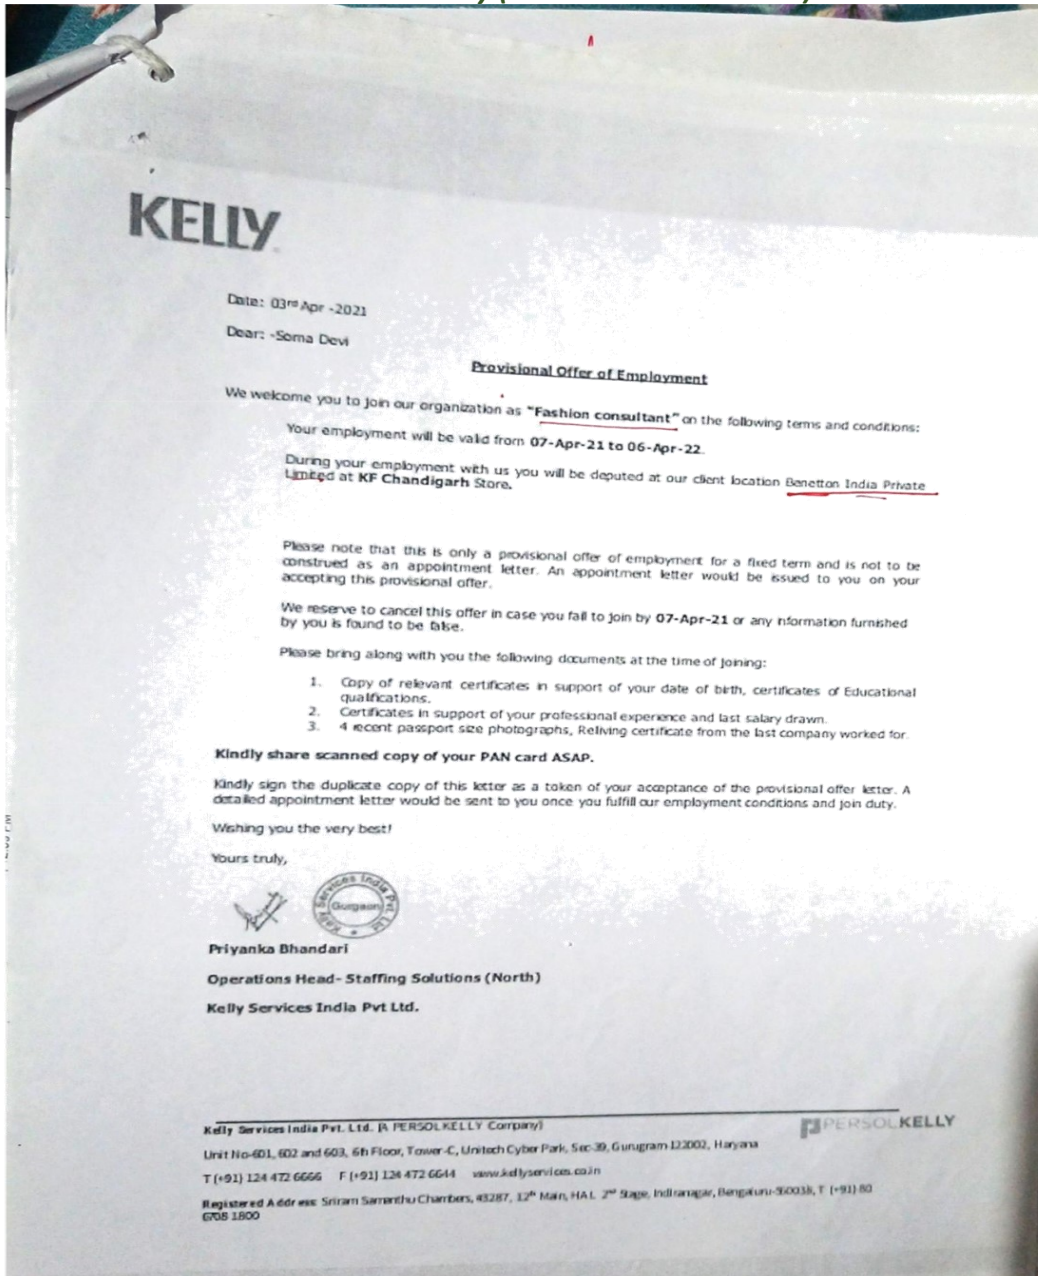 KELLY
Date: 03rd Apr -2021
Dear: -Soma Devi
Provisional Offer of Employment
We welcome you to join our organization as "Fashion consultant" on the following terms and conditions:
Your employment will be valid from 07-Apr-21 to 06-Apr-22.
During your employment with us you will be deputed at our client location Benetton India Private
Limited at KF Chandigarh Store.
Please note that this is only a provisional offer of employment for a fixed term and is not to be
construed as an appointment letter. An appointment letter would be issued to you on your
accepting this provisional offer.
We reserve to cancel this offer in case you fail to join by 07-Apr-21 or any information furnished
by you is found to be false.
Please bring along with you the following documents at the time of joining:
1. Copy of relevant certificates in support of your date of birth, certificates of Educational
qualifications.
2. Certificates in support of your professional experience and last salary drawn.
3. 4 recent passport size photographs, Reliving certificate from the last company worked for.
Kindly share scanned copy of your PAN card ASAP.
Kindly sign the duplicate copy of this letter as a token of your acceptance of the provisional offer letter. A
detailed appointment letter would be sent to you once you fulfill our employment conditions and join duty.
Wishing you the very best!
Yours truly,
Kelly Services India Pvt. Ltd
Gurgaon
Priyanka Bhandari
Operations Head- Staffing Solutions (North)
Kelly Services India Pvt Ltd.
Kelly Services India Pvt. Ltd. (A PERSOLKELLY Company)
PERSOLKELLY
Unit No-601, 602 and 603, 6th Floor, Tower-C, Unitech Cyber Park, Sec-39, Gurugram-122002, Haryana
T (+91) 124 472 6666 F (+91) 124 472 6644 www.kellyservices.co.in
Registered Address: Sriram Samanthu Chambers, 43287, 12th Main, HAL 2nd Stage, Indiranagar, Bengaluru-560038, T (+91) 80
6705 1800